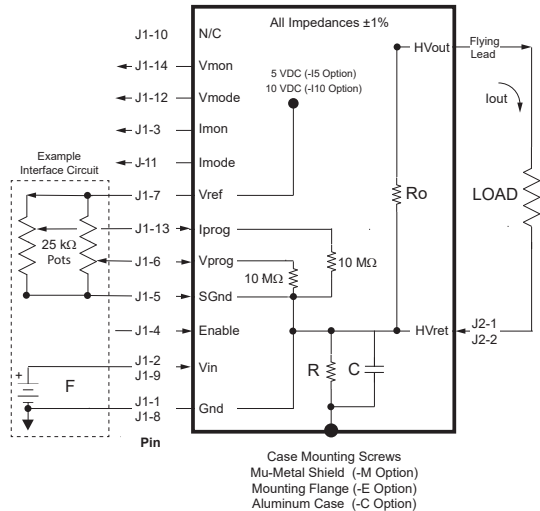 All Impedances ±1%
J1-10 N/C
J1-14 Vmon
J1-12 Vmode
J1-3 Imon
J-11 Imode
J1-7 Vref
J1-13 Iprog
J1-6 Vprog
J1-5 SGnd
J1-4 Enable
J1-2
J1-9
Vin
J1-1
J1-8
Gnd
Pin
Example
Interface Circuit
25 kΩ
Pots
+
F
5 VDC (-I5 Option)
10 VDC (-I10 Option)
10 MΩ
10 MΩ
Ro
R
C
HVout
HVret
Flying
Lead
Iout
LOAD
J2-1
J2-2
Case Mounting Screws
Mu-Metal Shield (-M Option)
Mounting Flange (-E Option)
Aluminum Case (-C Option)